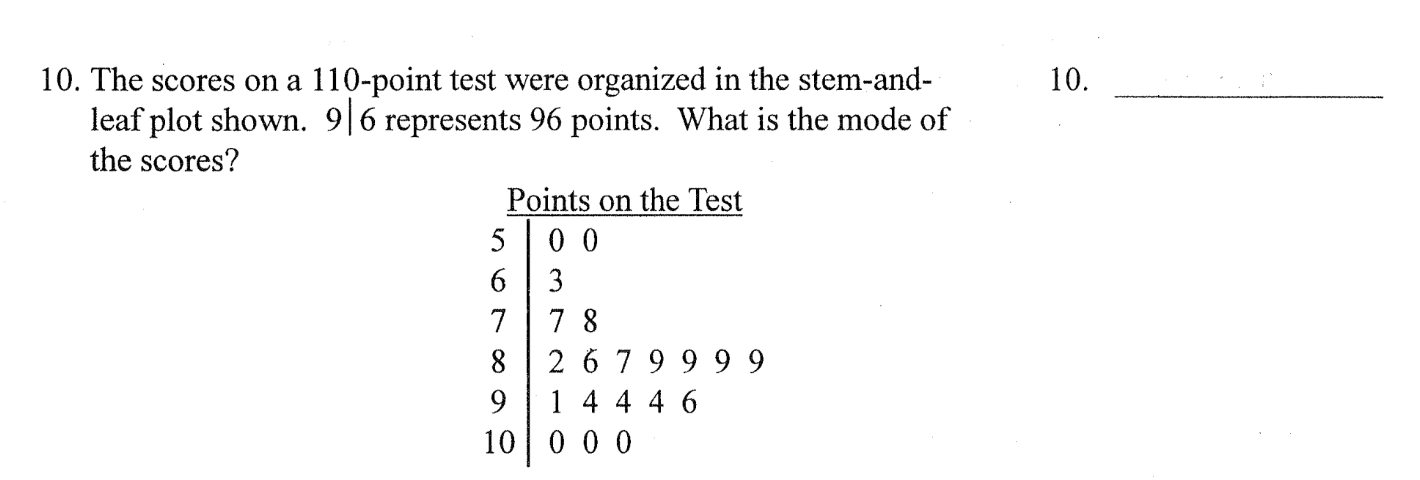 10. The scores on a 110-point test were organized in the stem-and- 10. ____________
leaf plot shown. 9|6 represents 96 points. What is the mode of
the scores?
Points on the Test
5 | 0 0
6 | 3
7 | 7 8
8 | 2 6 7 9 9 9 9
9 | 1 4 4 4 6
10 | 0 0 0